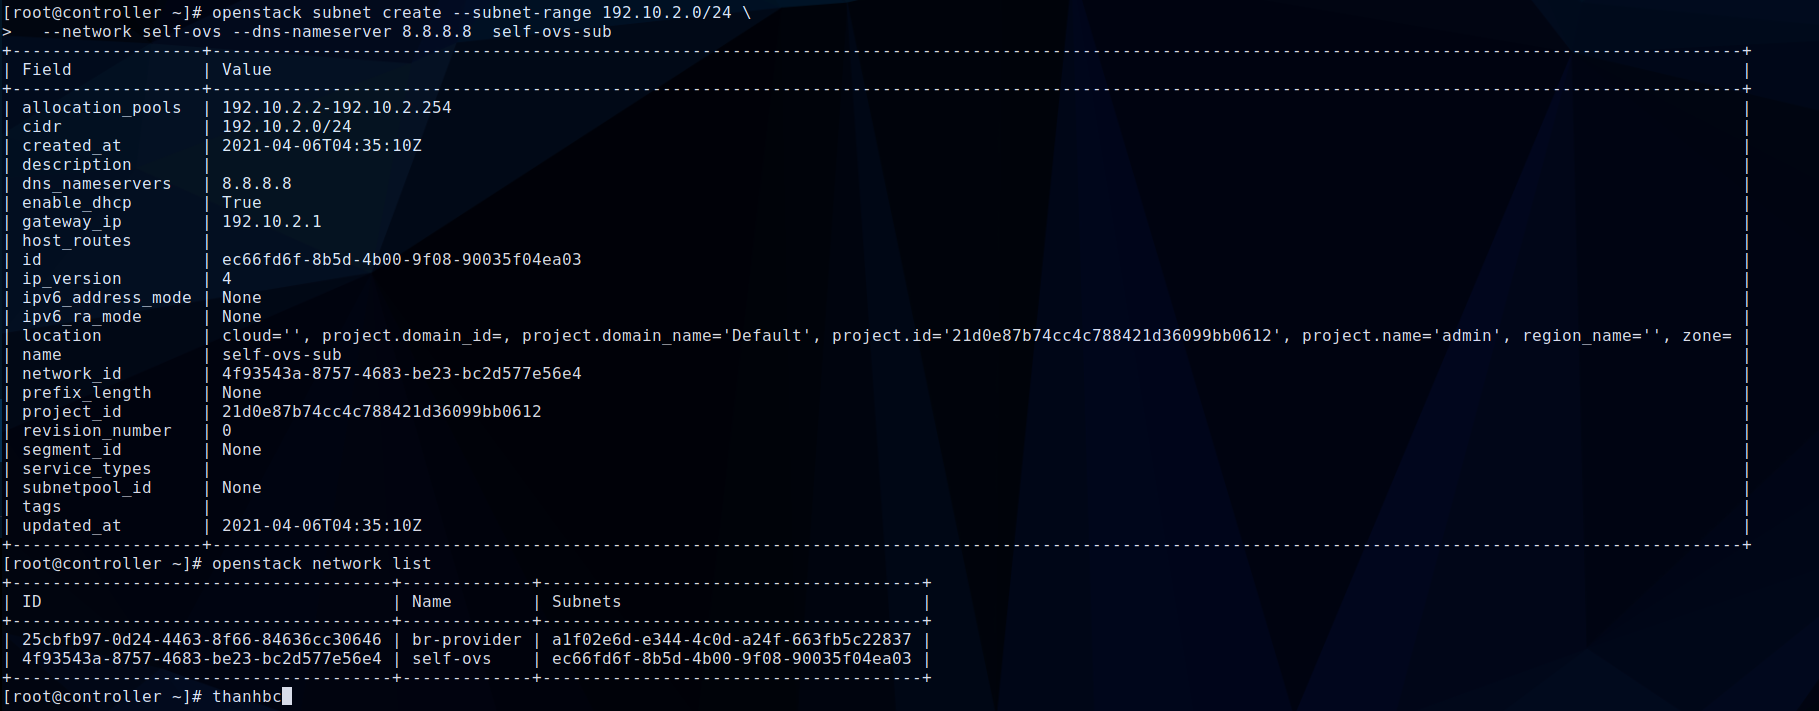 [root@controller ~]# openstack subnet create --subnet-range 192.10.2.0/24 \
>   --network self-ovs --dns-nameserver 8.8.8.8  self-ovs-sub
+-------------------+---------------------------------------------------------------------------------------------------------------------------------------------------------+
| Field             | Value                                                                                                                                                   |
+-------------------+---------------------------------------------------------------------------------------------------------------------------------------------------------+
| allocation_pools  | 192.10.2.2-192.10.2.254                                                                                                                                 |
| cidr              | 192.10.2.0/24                                                                                                                                           |
| created_at        | 2021-04-06T04:35:10Z                                                                                                                                    |
| description       |                                                                                                                                                         |
| dns_nameservers   | 8.8.8.8                                                                                                                                                 |
| enable_dhcp       | True                                                                                                                                                    |
| gateway_ip        | 192.10.2.1                                                                                                                                              |
| host_routes       |                                                                                                                                                         |
| id                | ec66fd6f-8b5d-4b00-9f08-90035f04ea03                                                                                                                    |
| ip_version        | 4                                                                                                                                                       |
| ipv6_address_mode | None                                                                                                                                                    |
| ipv6_ra_mode      | None                                                                                                                                                    |
| location          | cloud='', project.domain_id=, project.domain_name='Default', project.id='21d0e87b74cc4c788421d36099bb0612', project.name='admin', region_name='', zone= |
| name              | self-ovs-sub                                                                                                                                            |
| network_id        | 4f93543a-8757-4683-be23-bc2d577e56e4                                                                                                                    |
| prefix_length     | None                                                                                                                                                    |
| project_id        | 21d0e87b74cc4c788421d36099bb0612                                                                                                                        |
| revision_number   | 0                                                                                                                                                       |
| segment_id        | None                                                                                                                                                    |
| service_types     |                                                                                                                                                         |
| subnetpool_id     | None                                                                                                                                                    |
| tags              |                                                                                                                                                         |
| updated_at        | 2021-04-06T04:35:10Z                                                                                                                                    |
+-------------------+---------------------------------------------------------------------------------------------------------------------------------------------------------+
[root@controller ~]# openstack network list
+--------------------------------------+-------------+--------------------------------------+
| ID                                   | Name        | Subnets                              |
+--------------------------------------+-------------+--------------------------------------+
| 25cbfb97-0d24-4463-8f66-84636cc30646 | br-provider | a1f02e6d-e344-4c0d-a24f-663fb5c22837 |
| 4f93543a-8757-4683-be23-bc2d577e56e4 | self-ovs    | ec66fd6f-8b5d-4b00-9f08-90035f04ea03 |
+--------------------------------------+-------------+--------------------------------------+
[root@controller ~]# thanhbc